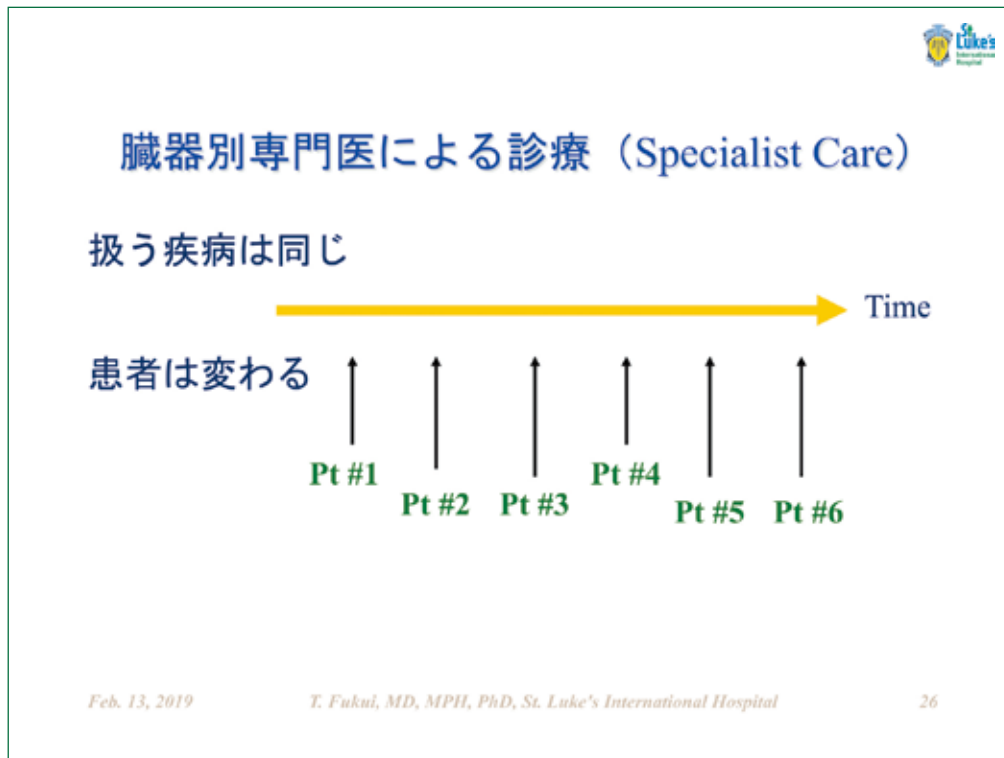 St.
Luke's
International
Hospital
臓器別専門医による診療（Specialist Care）
扱う疾病は同じ
Time
患者は変わる
Pt #1
Pt #2
Pt #3
Pt #4
Pt #5
Pt #6
Feb. 13, 2019
T. Fukui, MD, MPH, PhD, St. Luke's International Hospital
26